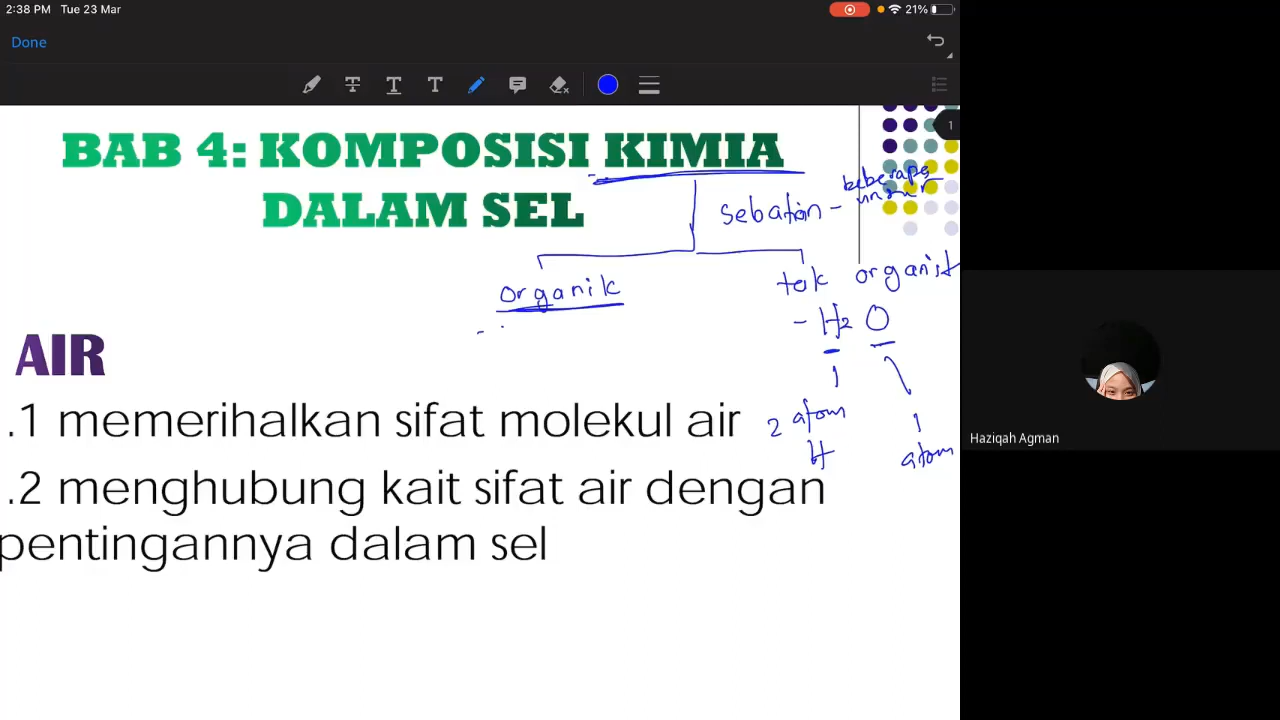 2:38 PM Tue 23 Mar
21%
Done
T T T
1
BAB 4: KOMPOSISI KIMIA
DALAM SEL
sebatian - beberapa
unsur
organik
tak organik
- H2O
AIR
.1 memerihalkan sifat molekul air
2 atom
H
1
atom
.2 menghubung kait sifat air dengan
pentingannya dalam sel
Haziqah Agman